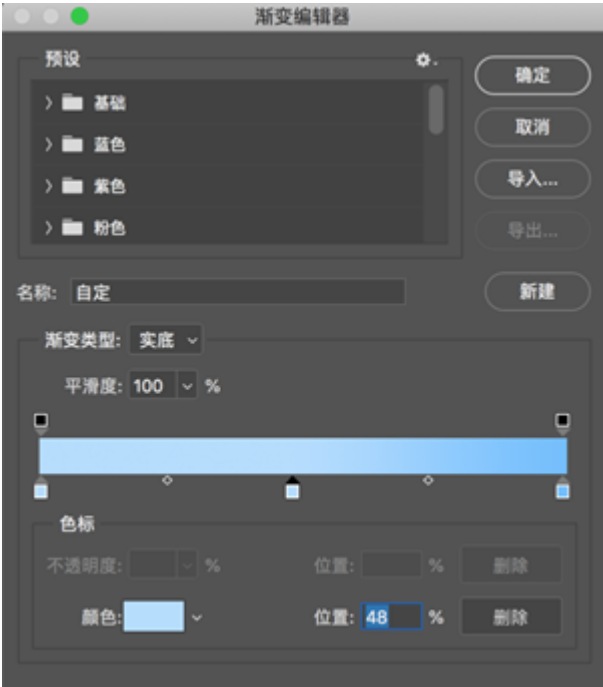 渐变编辑器
预设
确定
基础
取消
蓝色
导入...
紫色
导出...
粉色
名称: 自定
新建
渐变类型: 实底
平滑度: 100 %
色标
不透明度: % 位置: % 删除
颜色: 位置: 48 % 删除